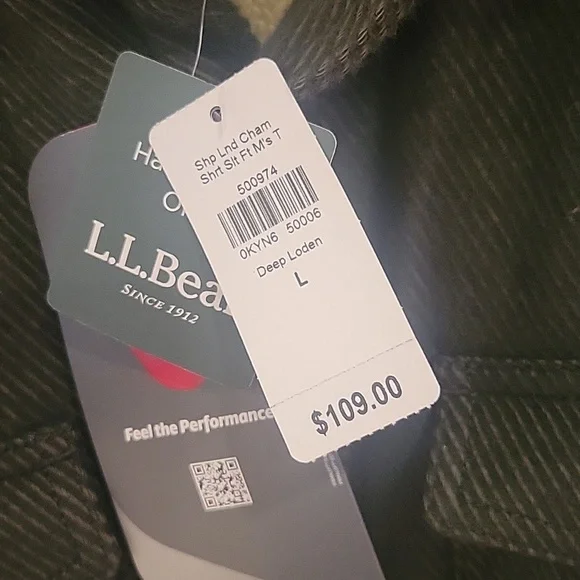 Shp Lnd Cham
Shrt Slt Ft M's T
500974
0KYN6 50006
Deep Loden
L
$109.00
L.L.Bea
SINCE 1912
Feel the Performance